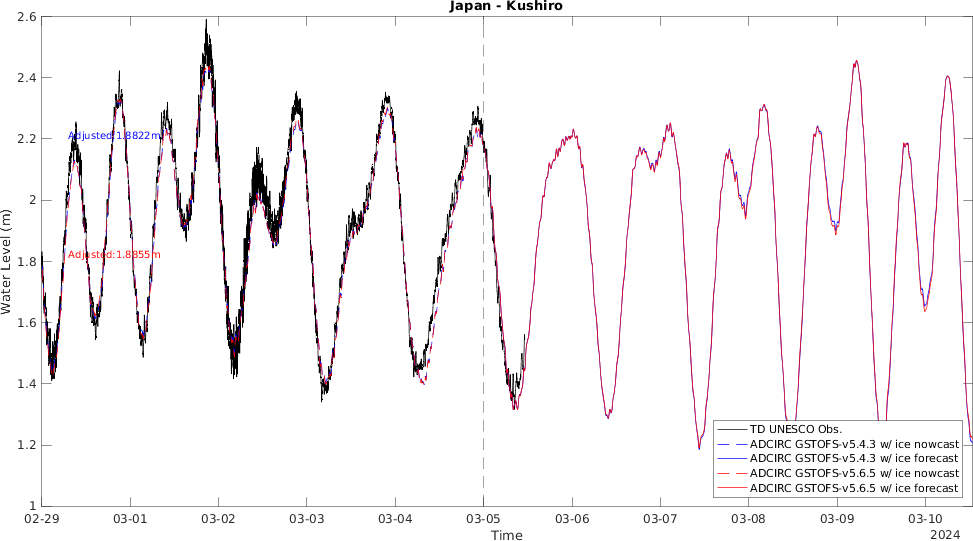 Japan - Kushiro
2.6
2.4
2.2
2
1.8
1.6
1.4
1.2
1
Water Level (m)
Adjusted:1.8822m
Adjusted:1.8855m
TD UNESCO Obs.
ADCIRC GSTOFS-v5.4.3 w/ ice nowcast
ADCIRC GSTOFS-v5.4.3 w/ ice forecast
ADCIRC GSTOFS-v5.6.5 w/ ice nowcast
ADCIRC GSTOFS-v5.6.5 w/ ice forecast
02-29 03-01 03-02 03-03 03-04 03-05 03-06 03-07 03-08 03-09 03-10
Time
2024